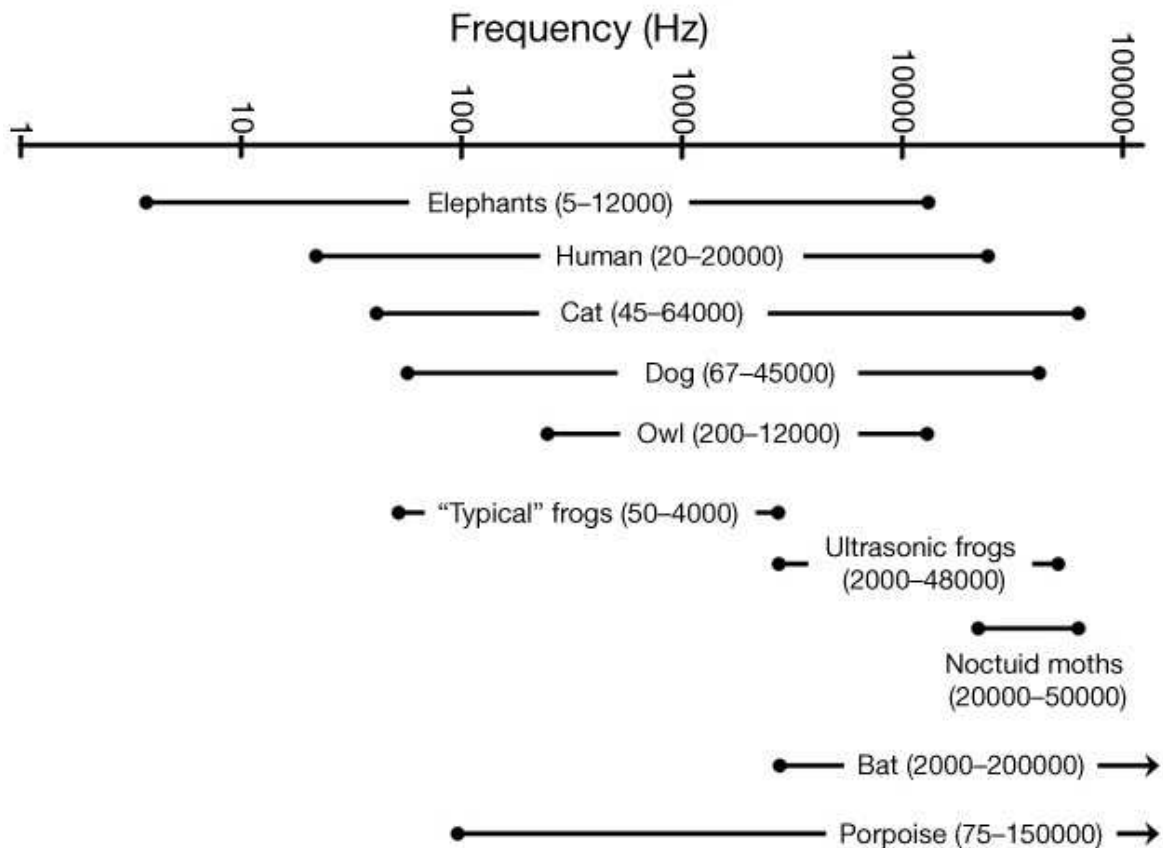 Frequency (Hz)
1
10
100
1000
10000
100000
Elephants (5–12000)
Human (20–20000)
Cat (45–64000)
Dog (67–45000)
Owl (200–12000)
“Typical” frogs (50–4000)
Ultrasonic frogs
(2000–48000)
Noctuid moths
(20000–50000)
Bat (2000–200000)
Porpoise (75–150000)